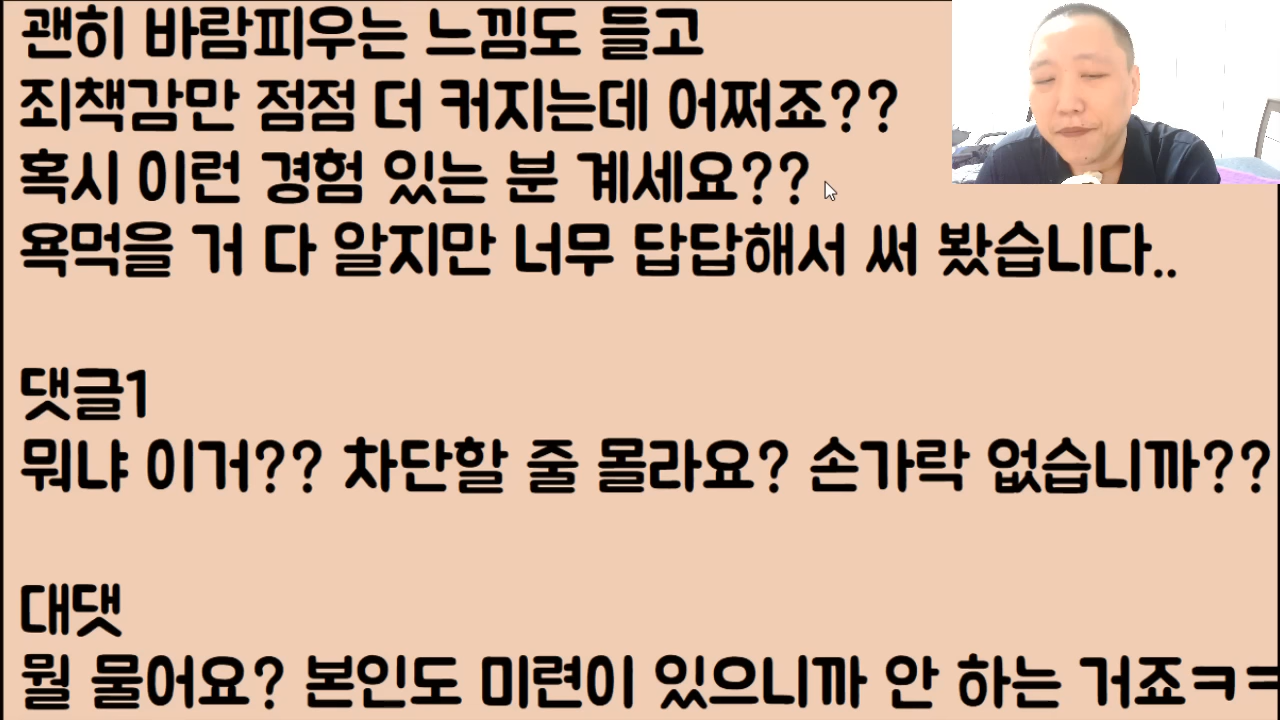 괜히 바람피우는 느낌도 들고
죄책감만 점점 더 커지는데 어쩌죠??
혹시 이런 경험 있는 분 계세요??
욕먹을 거 다 알지만 너무 답답해서 써 봤습니다..
댓글1
뭐냐 이거?? 차단할 줄 몰라요? 손가락 없습니까??
대댓
뭘 물어요? 본인도 미련이 있으니까 안 하는 거죠ㅋㅋ